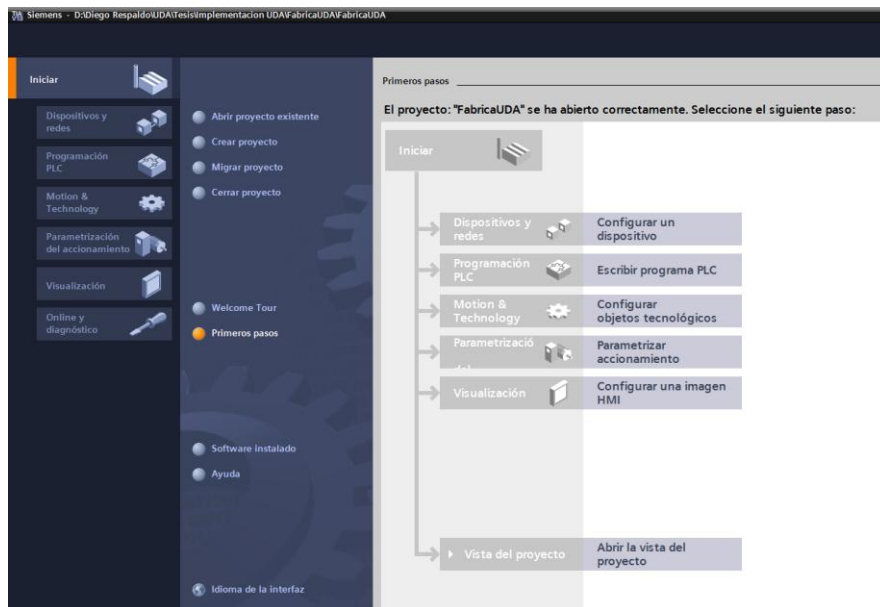 Siemens - D:\Diego Respaldo\UDA\Tesis\Implementacion UDA\FabricaUDA\FabricaUDA
Iniciar
Dispositivos y
redes
Programación
PLC
Motion &
Technology
Parametrización
del accionamiento
Visualización
Online y
diagnóstico
Abrir proyecto existente
Crear proyecto
Migrar proyecto
Cerrar proyecto
Welcome Tour
Primeros pasos
Software instalado
Ayuda
Idioma de la interfaz
Primeros pasos
El proyecto: "FabricaUDA" se ha abierto correctamente. Seleccione el siguiente paso:
Iniciar
Dispositivos y
redes
Configurar un
dispositivo
Programación
PLC
Escribir programa PLC
Motion &
Technology
Configurar
objetos tecnológicos
Parametrizació
Parametrizar
accionamiento
Visualización
Configurar una imagen
HMI
Vista del proyecto
Abrir la vista del
proyecto